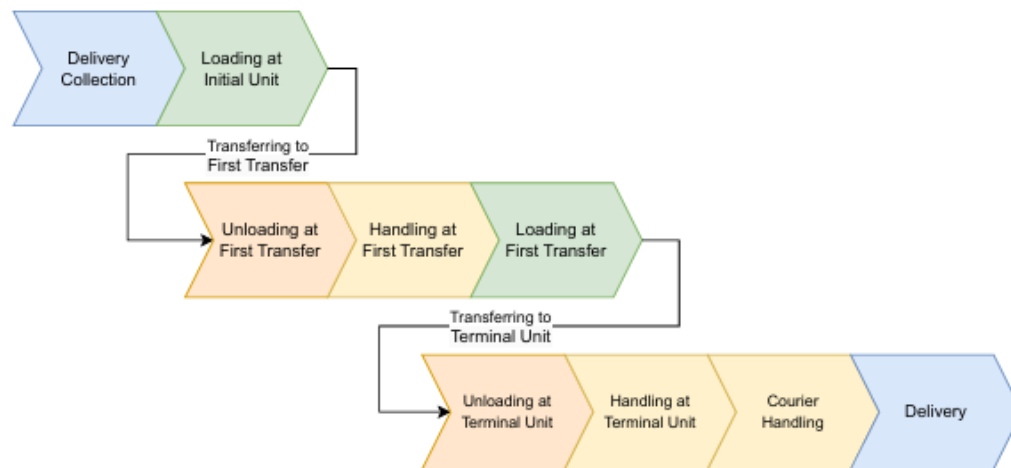 Delivery
Collection
Loading at
Initial Unit
Transferring to
First Transfer
Unloading at
First Transfer
Handling at
First Transfer
Loading at
First Transfer
Transferring to
Terminal Unit
Unloading at
Terminal Unit
Handling at
Terminal Unit
Courier
Handling
Delivery